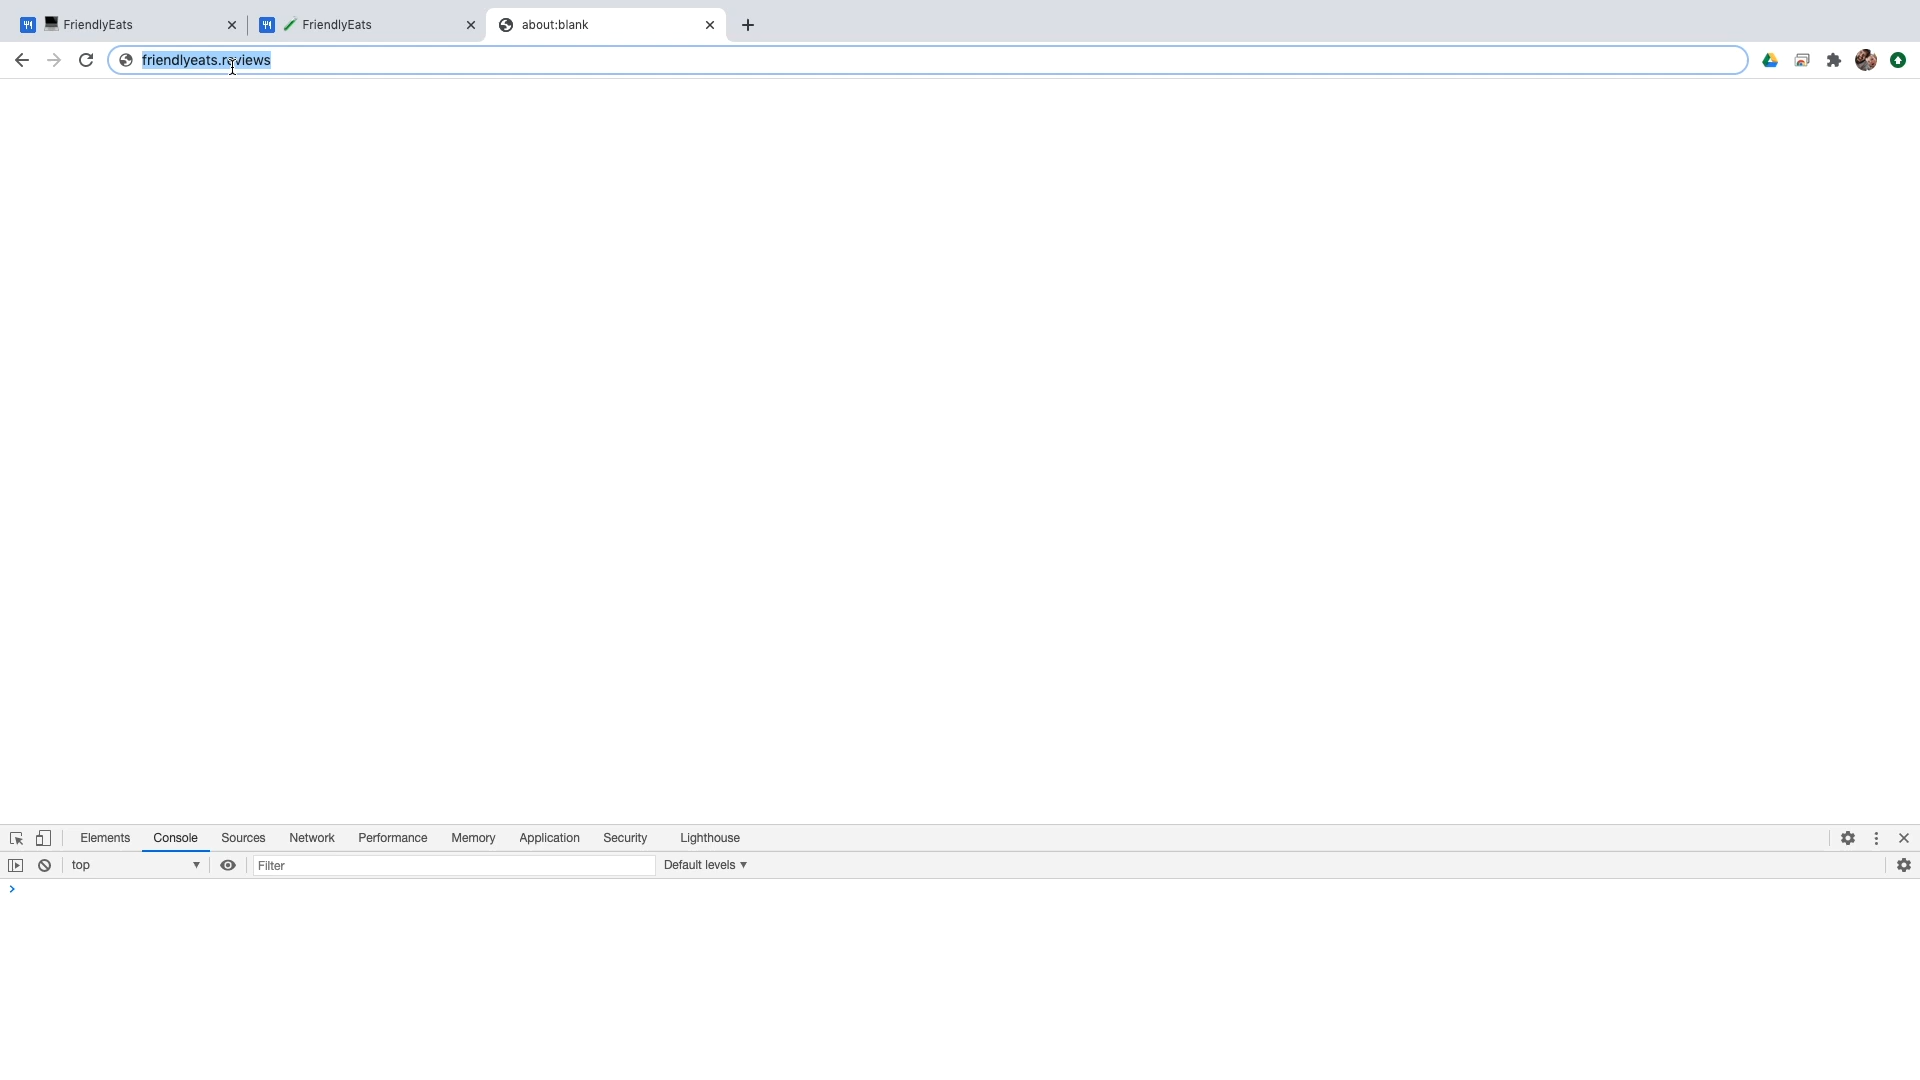 FriendlyEats
FriendlyEats
about:blank
friendlyeats.reviews
Elements Console Sources Network Performance Memory Application Security Lighthouse
top Filter Default levels